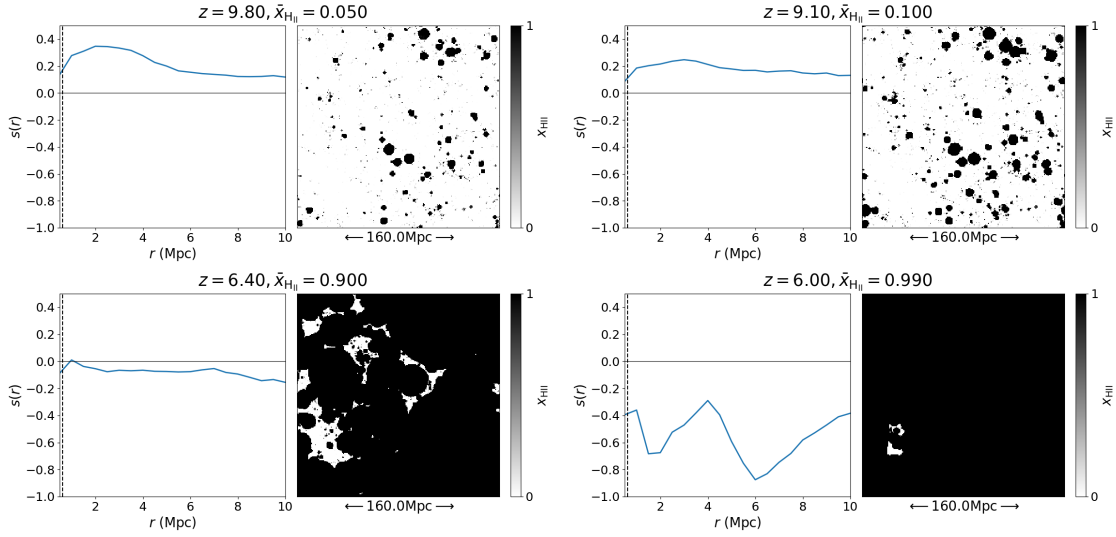 z = 9.80, x̄_HII = 0.050
0.4
0.2
0.0
−0.2
−0.4
−0.6
−0.8
−1.0
s(r)
2 4 6 8 10
r (Mpc)
←160.0Mpc→
1
0
x_HII
z = 9.10, x̄_HII = 0.100
0.4
0.2
0.0
−0.2
−0.4
−0.6
−0.8
−1.0
s(r)
2 4 6 8 10
r (Mpc)
←160.0Mpc→
1
0
x_HII
z = 6.40, x̄_HII = 0.900
0.4
0.2
0.0
−0.2
−0.4
−0.6
−0.8
−1.0
s(r)
2 4 6 8 10
r (Mpc)
←160.0Mpc→
1
0
x_HII
z = 6.00, x̄_HII = 0.990
0.4
0.2
0.0
−0.2
−0.4
−0.6
−0.8
−1.0
s(r)
2 4 6 8 10
r (Mpc)
←160.0Mpc→
1
0
x_HII